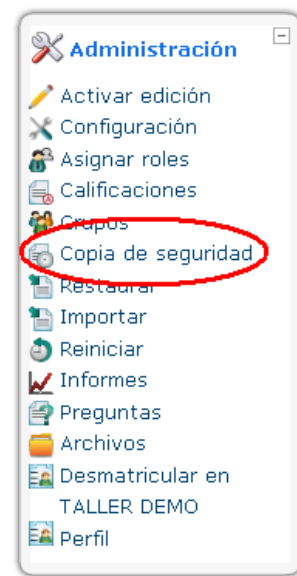 Administración
Activar edición
Configuración
Asignar roles
Calificaciones
Grupos
Copia de seguridad
Restaurar
Importar
Reiniciar
Informes
Preguntas
Archivos
Desmatricular en
TALLER DEMO
Perfil